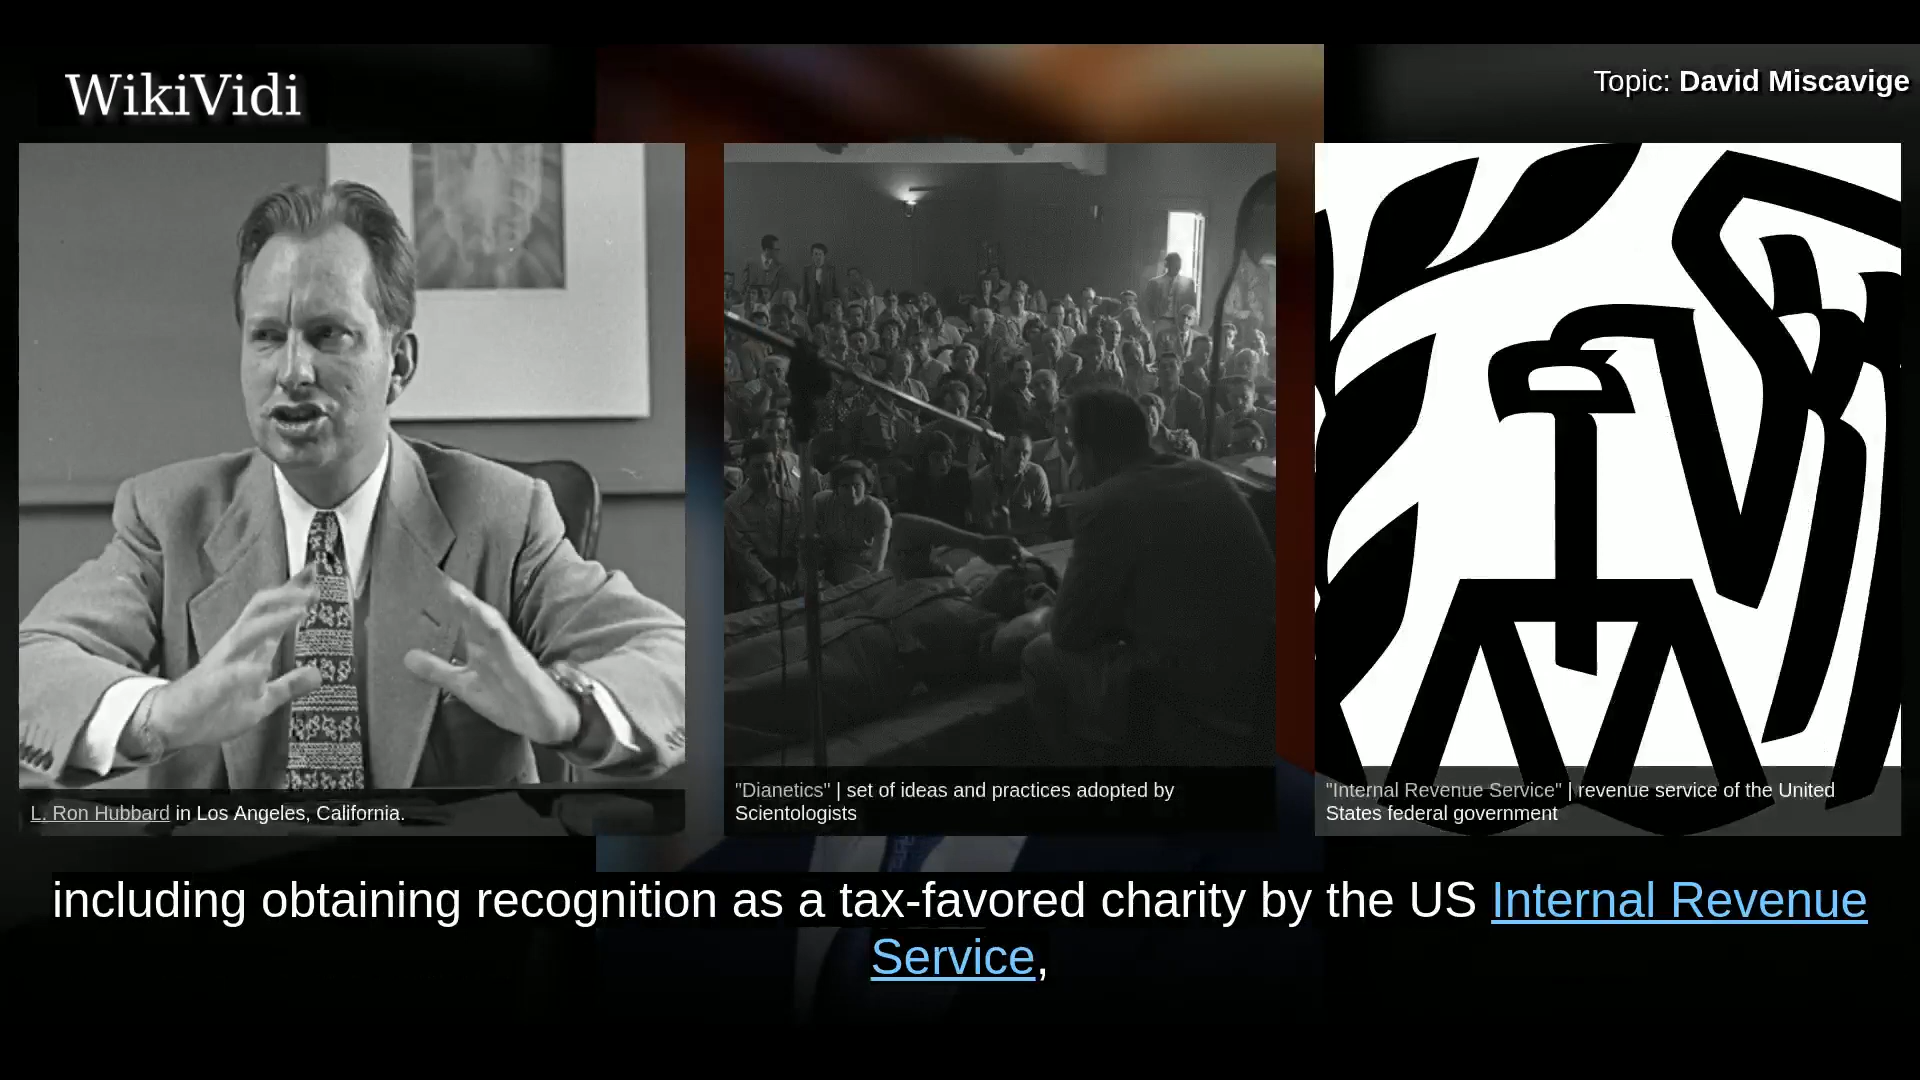 WikiVidi
Topic: David Miscavige
L. Ron Hubbard in Los Angeles, California.
"Dianetics" | set of ideas and practices adopted by
Scientologists
"Internal Revenue Service" | revenue service of the United
States federal government
including obtaining recognition as a tax-favored charity by the US Internal Revenue
Service,